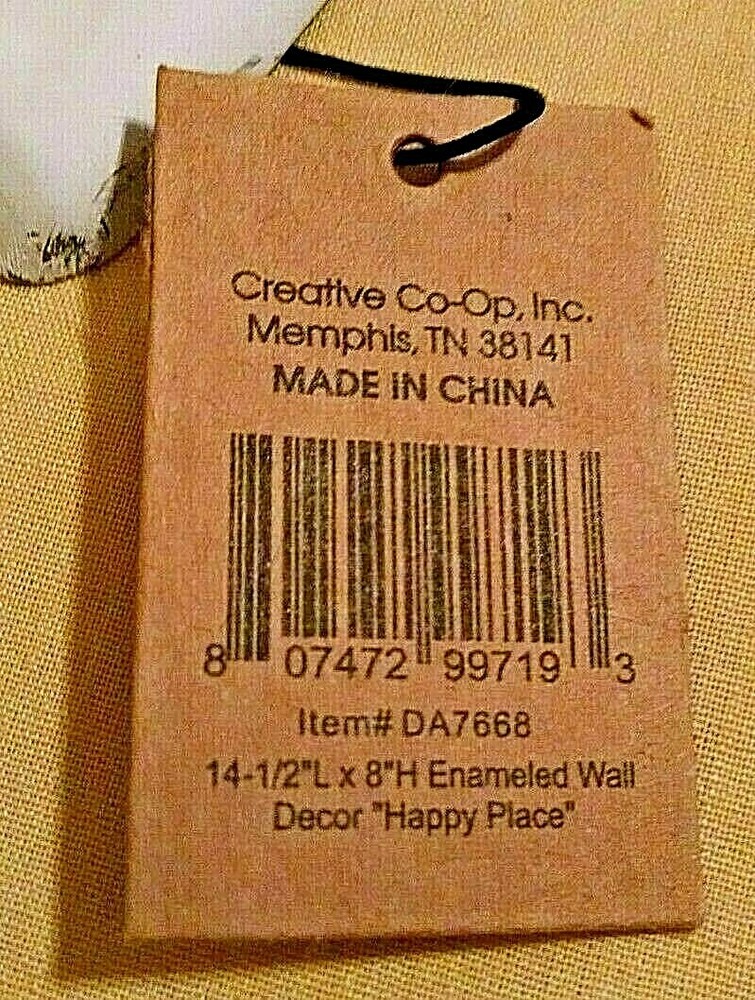 Creative Co-Op, Inc.
Memphis, TN 38141
MADE IN CHINA
8 07472 99719 3
Item# DA7668
14-1/2"L x 8"H Enameled Wall
Decor "Happy Place"